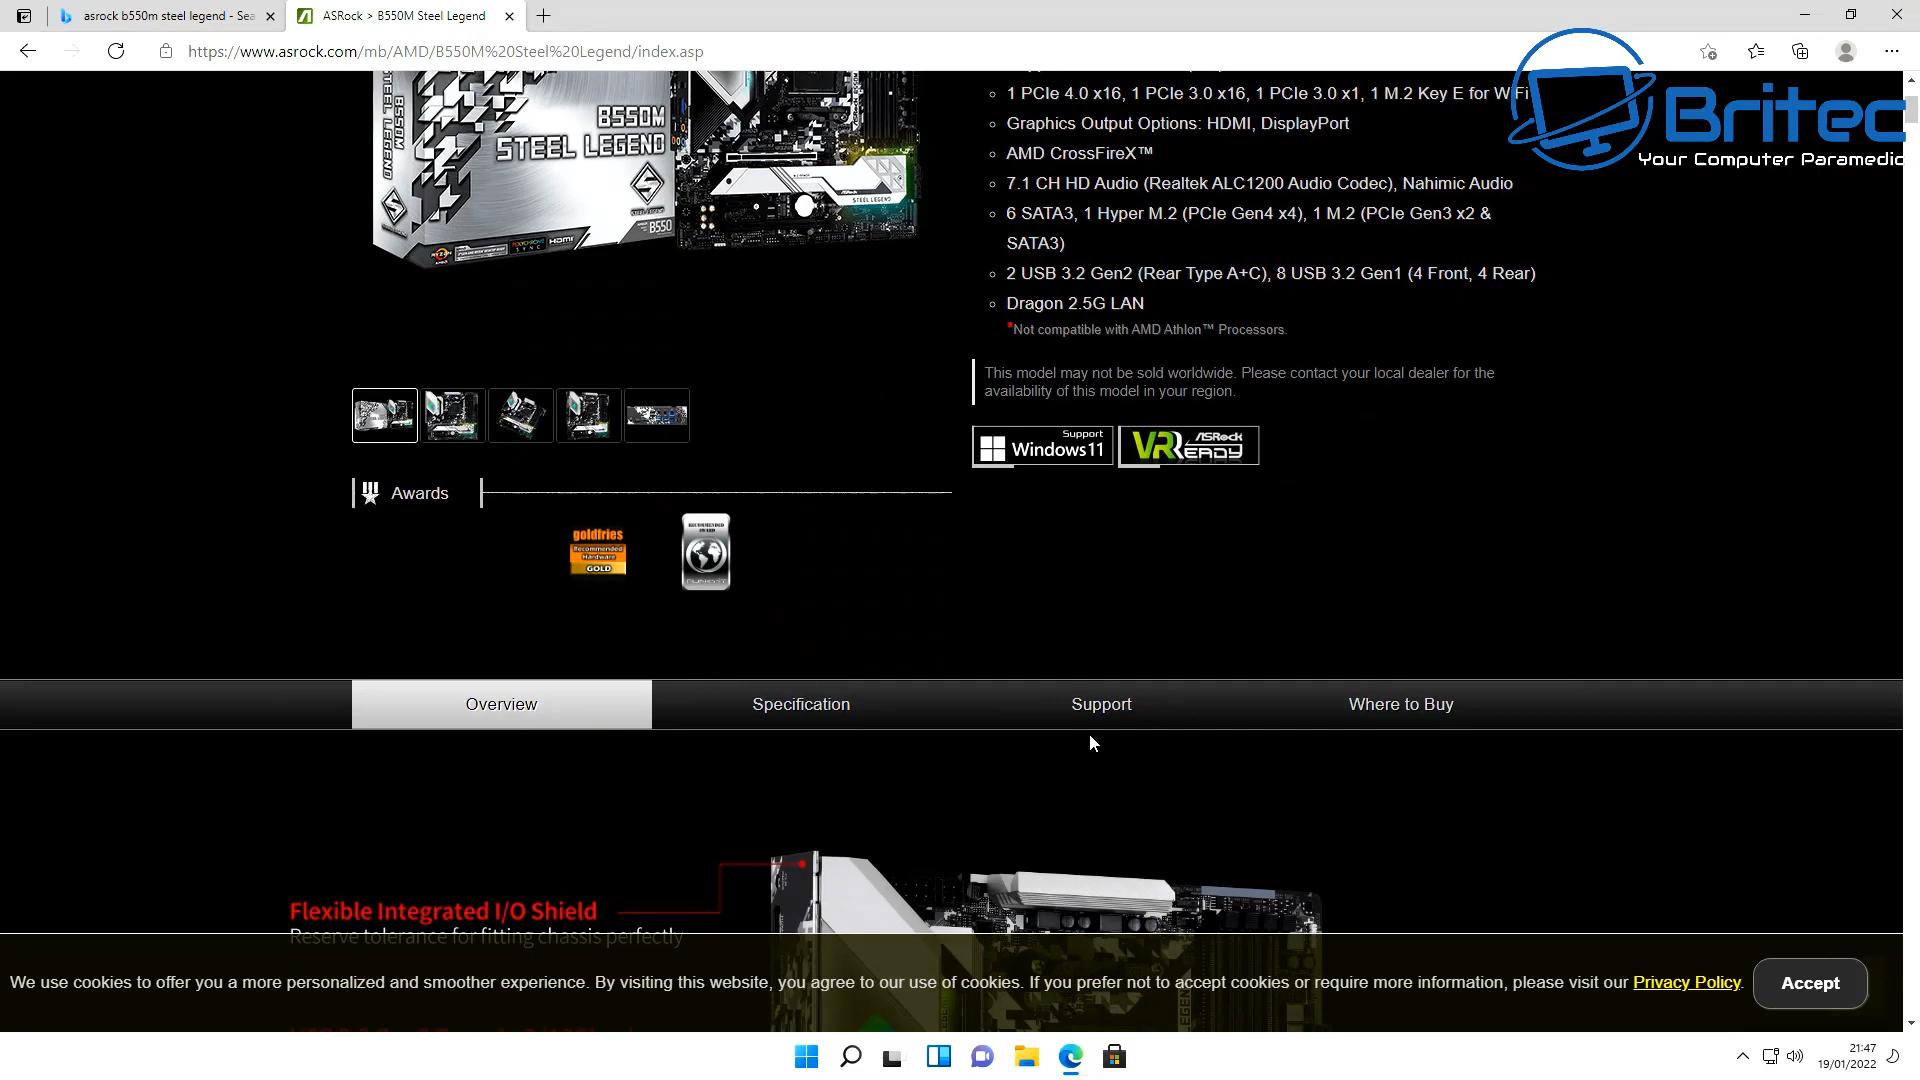 asrock b550m steel legend - Sea
ASRock > B550M Steel Legend
https://www.asrock.com/mb/AMD/B550M%20Steel%20Legend/index.asp
Britec
Your Computer Paramedic
STEEL LEGEND
B550M
B550M
STEEL LEGEND
STEEL LEGEND
B550
HDMI
1 PCIe 4.0 x16, 1 PCIe 3.0 x16, 1 PCIe 3.0 x1, 1 M.2 Key E for WiFi
Graphics Output Options: HDMI, DisplayPort
AMD CrossFireX™
7.1 CH HD Audio (Realtek ALC1200 Audio Codec), Nahimic Audio
6 SATA3, 1 Hyper M.2 (PCIe Gen4 x4), 1 M.2 (PCIe Gen3 x2 &
SATA3)
2 USB 3.2 Gen2 (Rear Type A+C), 8 USB 3.2 Gen1 (4 Front, 4 Rear)
Dragon 2.5G LAN
*Not compatible with AMD Athlon™ Processors.
This model may not be sold worldwide. Please contact your local dealer for the
availability of this model in your region.
Support
Windows11
ASRock
VR READY
Awards
goldfries
Recommended
Hardware
GOLD
RECOMMENDED
AWARD
Overview
Specification
Support
Where to Buy
Flexible Integrated I/O Shield
Reserve tolerance for fitting chassis perfectly
We use cookies to offer you a more personalized and smoother experience. By visiting this website, you agree to our use of cookies. If you prefer not to accept cookies or require more information, please visit our Privacy Policy.
Accept
21:47
19/01/2022